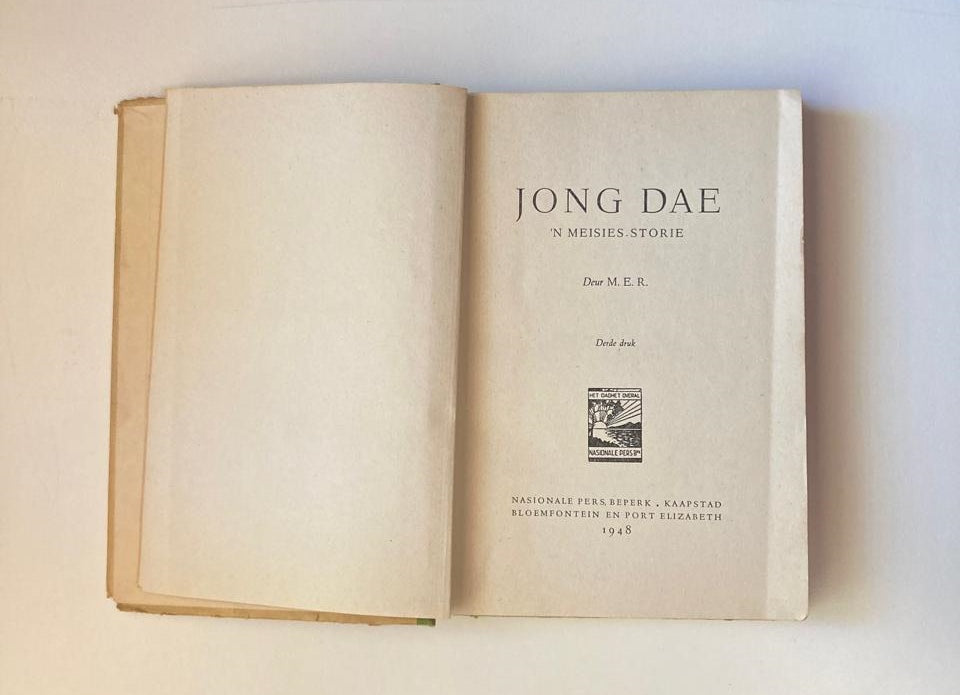 JONG DAE
'N MEISIES-STORIE
Deur M. E. R.
Derde druk
HET DAGHET OVERAL
NASIONALE PERS Bpk
NASIONALE PERS, BEPERK . KAAPSTAD
BLOEMFONTEIN EN PORT ELIZABETH
1948